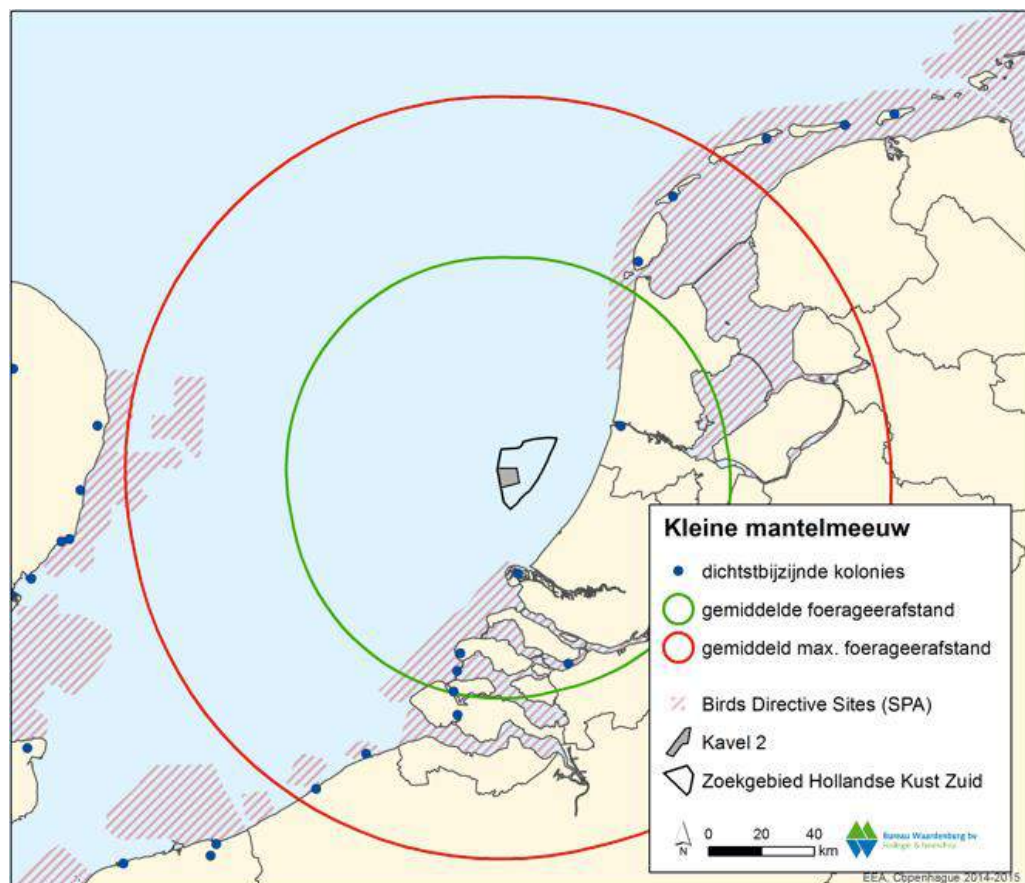 Kleine mantelmeeuw
dichtstbijzijnde kolonies
gemiddelde foerageerafstand
gemiddeld max. foerageerafstand
Birds Directive Sites (SPA)
Kavel 2
Zoekgebied Hollandse Kust Zuid
N
0 20 40
km
Bureau Waardenburg bv
EEA, Copenhague 2014-2015